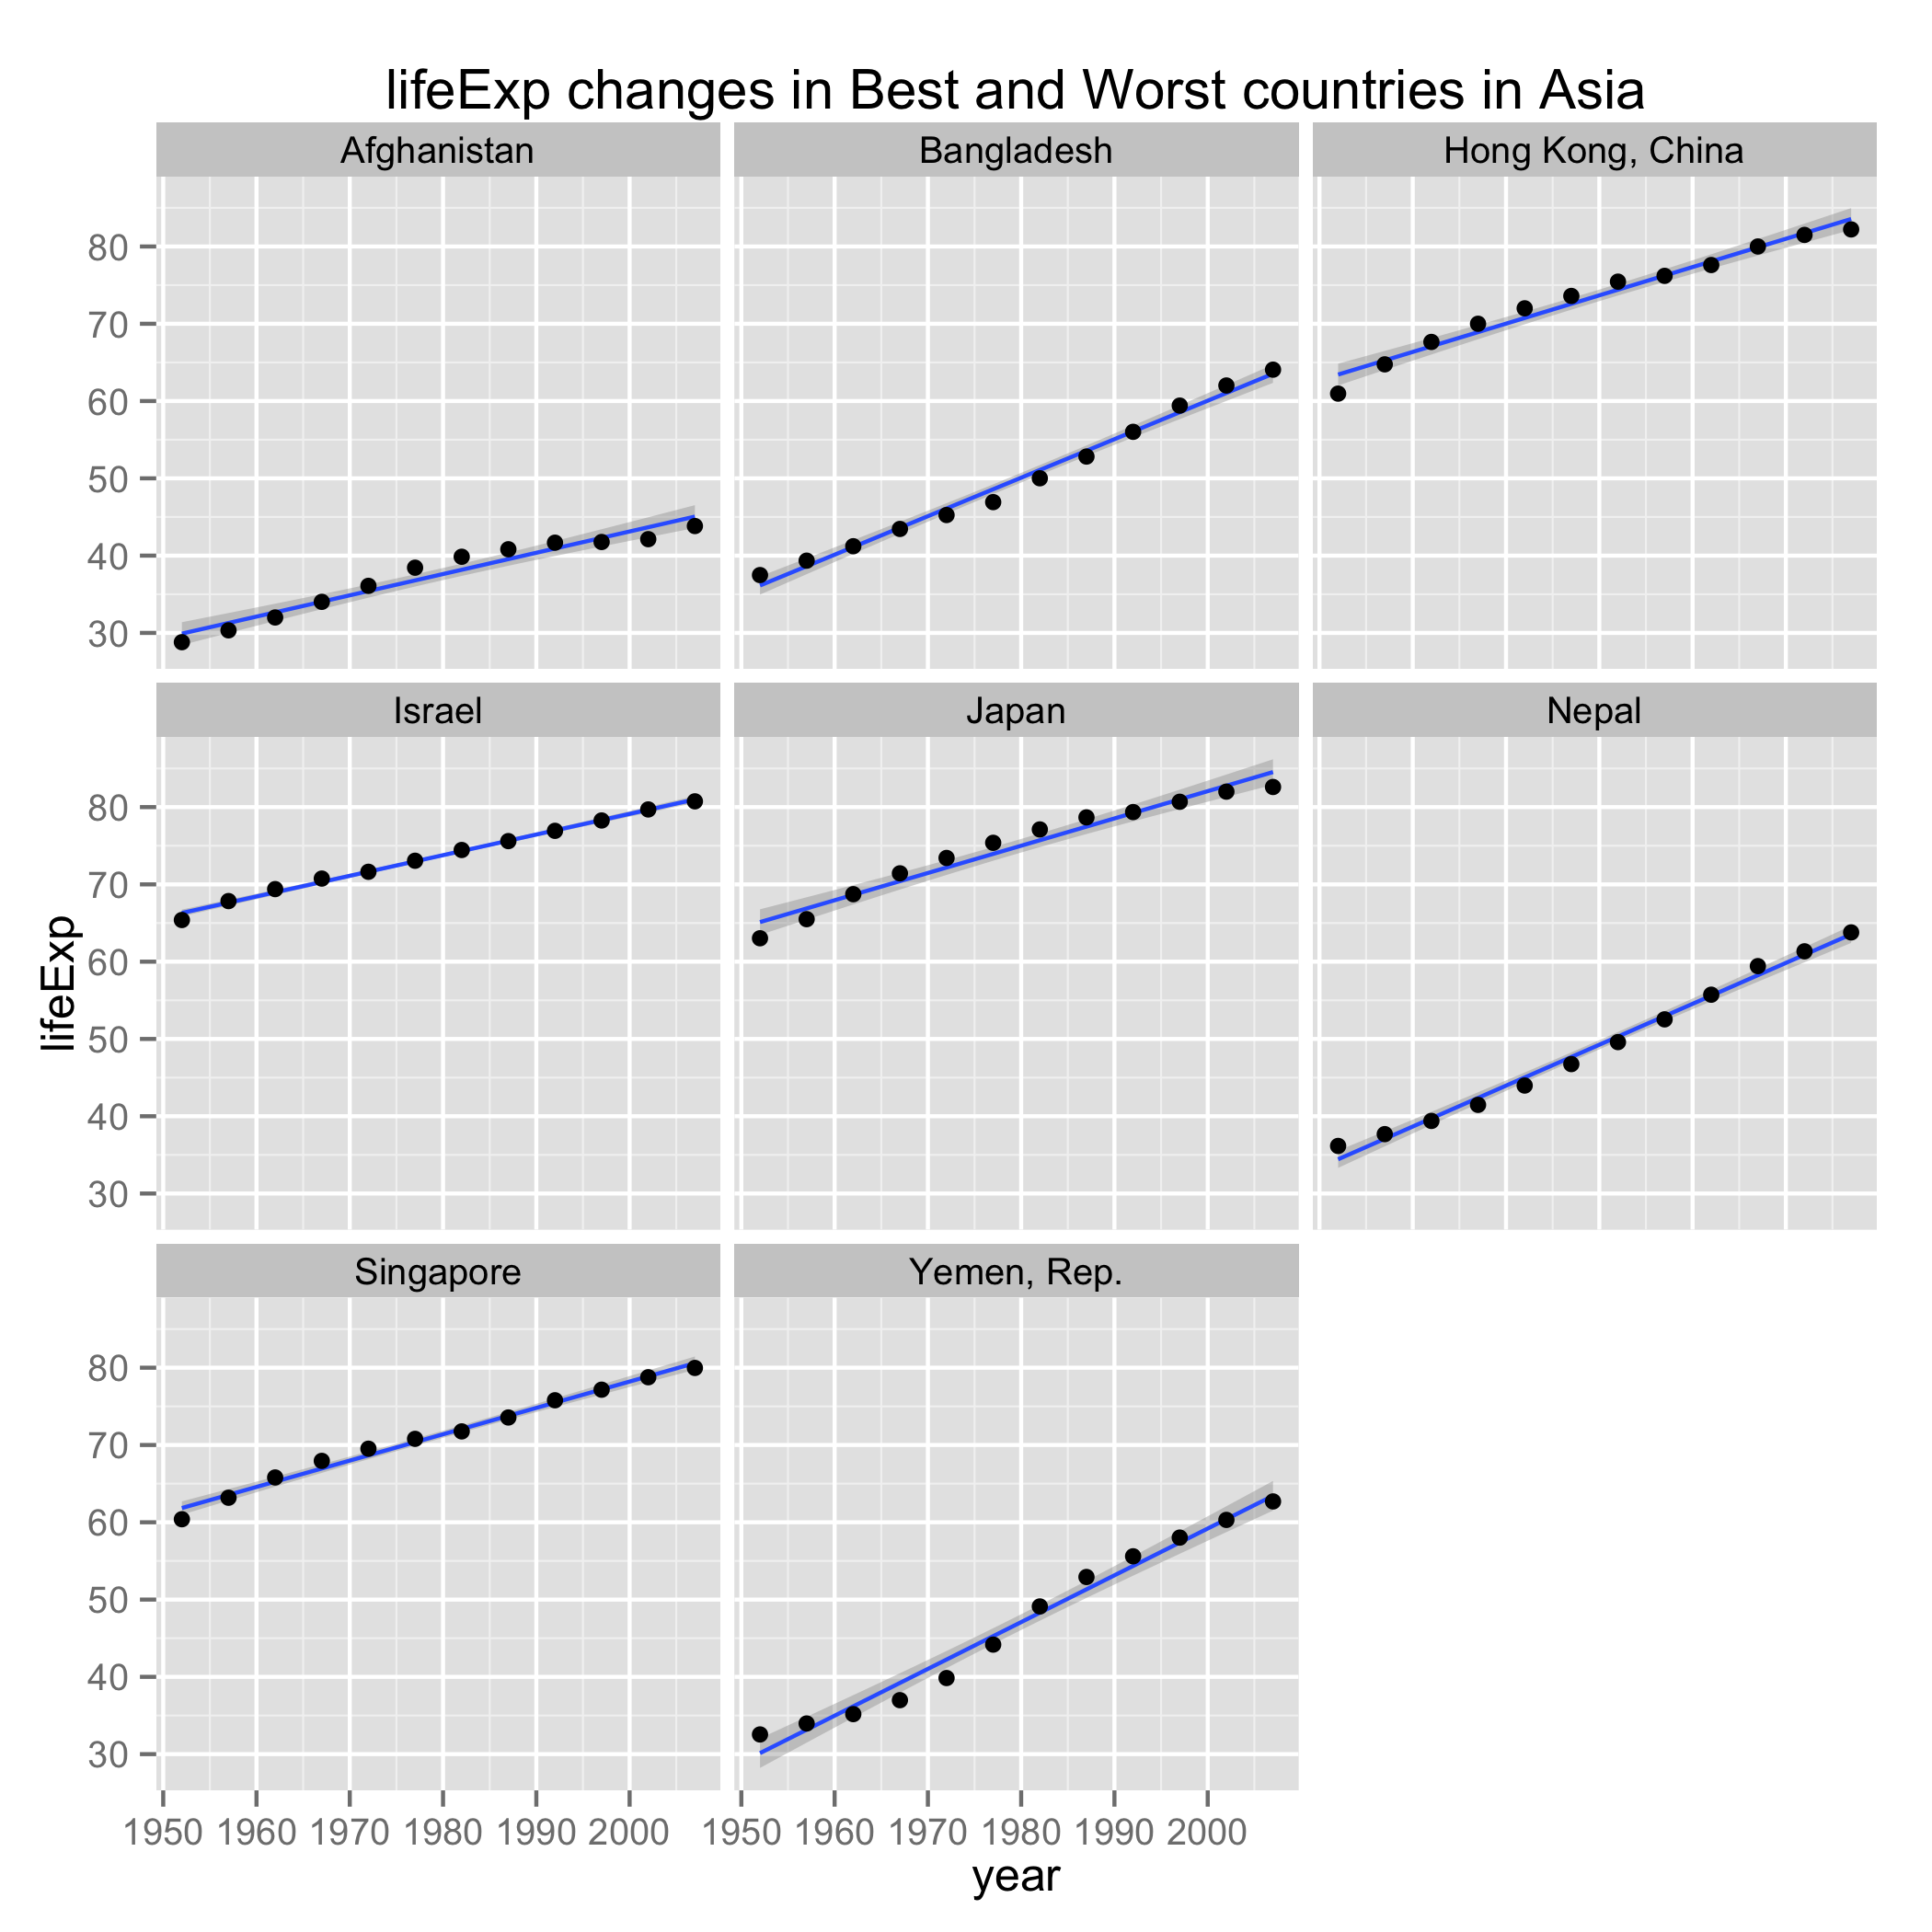 lifeExp changes in Best and Worst countries in Asia
Afghanistan
Bangladesh
Hong Kong, China
80
70
60
50
40
30
Israel
Japan
Nepal
lifeExp
80
70
60
50
40
30
Singapore
Yemen, Rep.
80
70
60
50
40
30
1950 1960 1970 1980 1990 2000
1950 1960 1970 1980 1990 2000
year